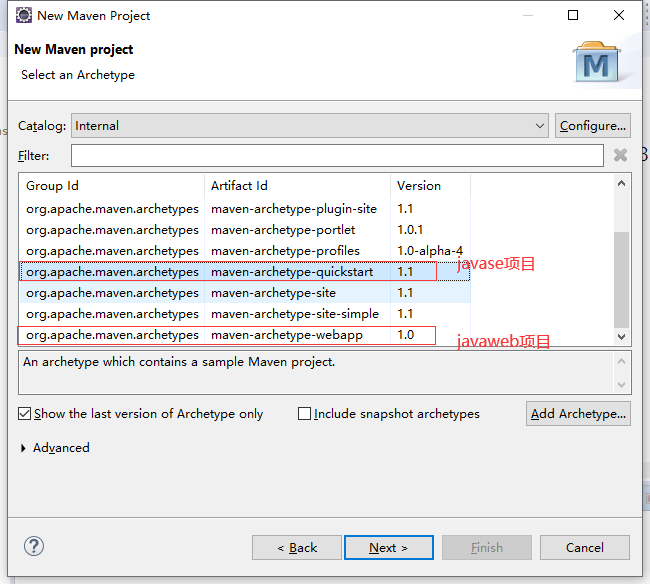 New Maven Project
New Maven project
Select an Archetype
M
Catalog: Internal Configure...
Filter:
Group Id Artifact Id Version
org.apache.maven.archetypes maven-archetype-plugin-site 1.1
org.apache.maven.archetypes maven-archetype-portlet 1.0.1
org.apache.maven.archetypes maven-archetype-profiles 1.0-alpha-4
org.apache.maven.archetypes maven-archetype-quickstart 1.1 javase项目
org.apache.maven.archetypes maven-archetype-site 1.1
org.apache.maven.archetypes maven-archetype-site-simple 1.1
org.apache.maven.archetypes maven-archetype-webapp 1.0 javaweb项目
An archetype which contains a sample Maven project.
Show the last version of Archetype only Include snapshot archetypes Add Archetype...
Advanced
? < Back Next > Finish Cancel